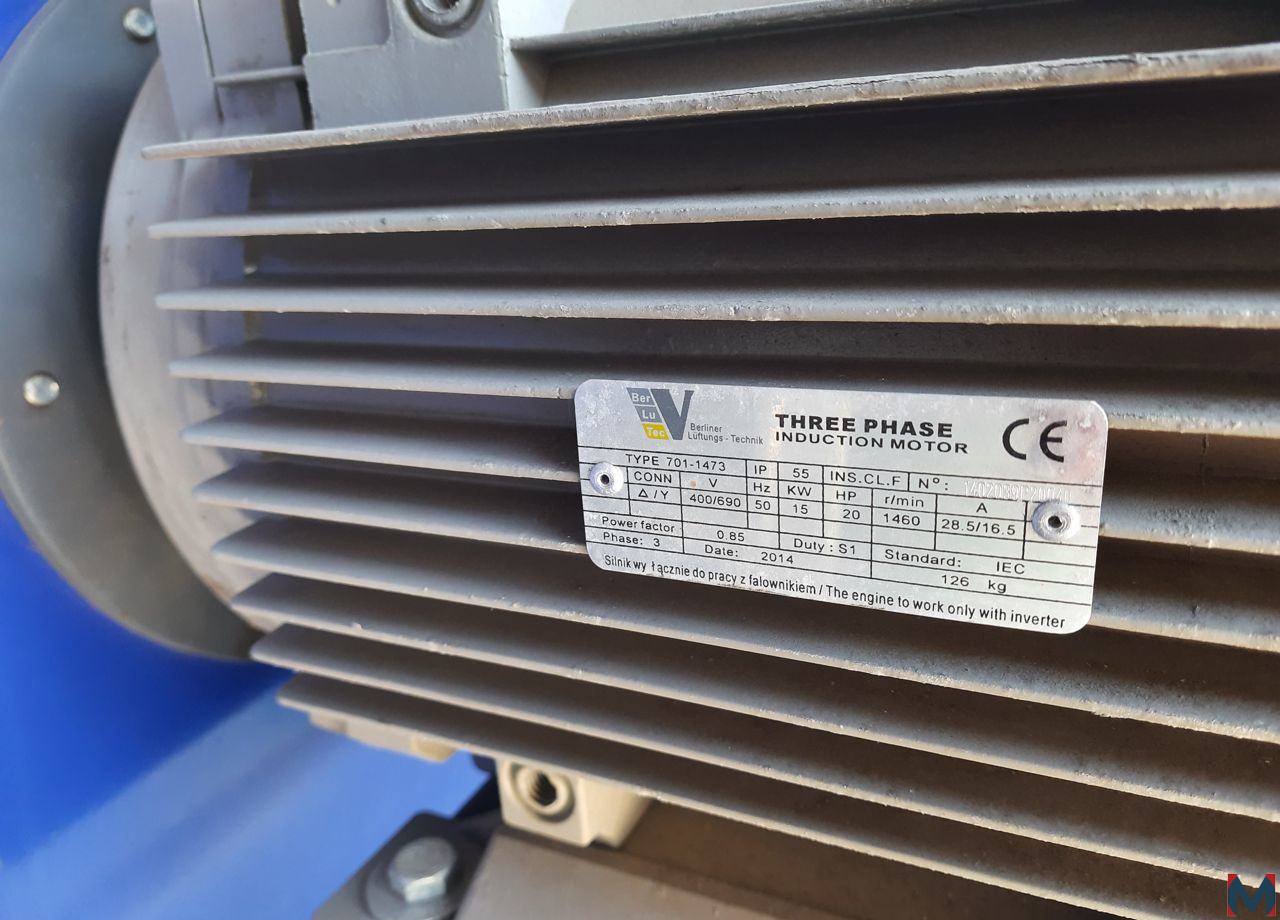 Ber
Lu
Tec
V
Berliner
Lüftungs - Technik
THREE PHASE
INDUCTION MOTOR
CE
TYPE 701-1473 IP 55 INS.CL.F Nº:
CONN V Hz KW HP r/min A
Δ / Y 400/690 50 15 20 1460 28.5/16.5
Power factor 0.85 Duty : S1 Standard: IEC
Phase: 3 Date: 2014 126 kg
Silnik wy łącznie do pracy z falownikiem / The engine to work only with inverter
M